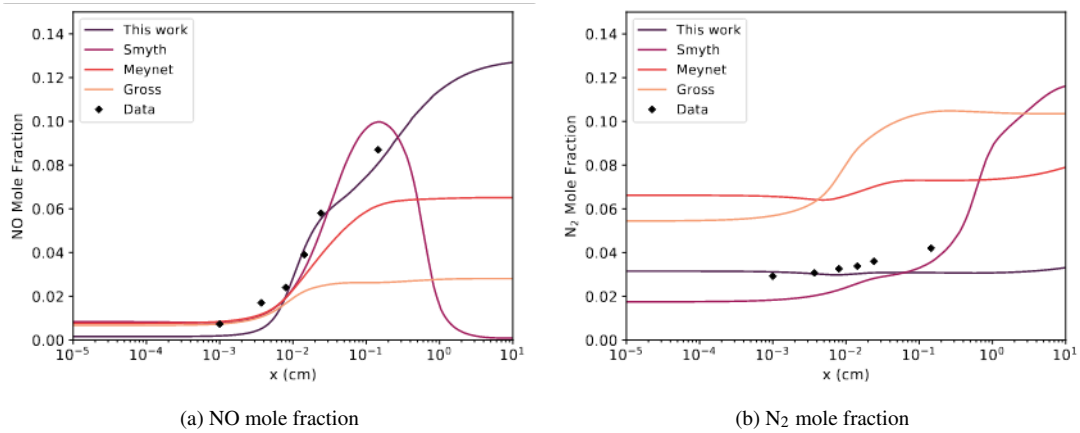 0.14
0.12
0.10
0.08
0.06
0.04
0.02
0.00
NO Mole Fraction
This work
Smyth
Meynet
Gross
Data
10⁻⁵ 10⁻⁴ 10⁻³ 10⁻² 10⁻¹ 10⁰ 10¹
x (cm)
(a) NO mole fraction
0.14
0.12
0.10
0.08
0.06
0.04
0.02
0.00
N₂ Mole Fraction
This work
Smyth
Meynet
Gross
Data
10⁻⁵ 10⁻⁴ 10⁻³ 10⁻² 10⁻¹ 10⁰ 10¹
x (cm)
(b) N₂ mole fraction